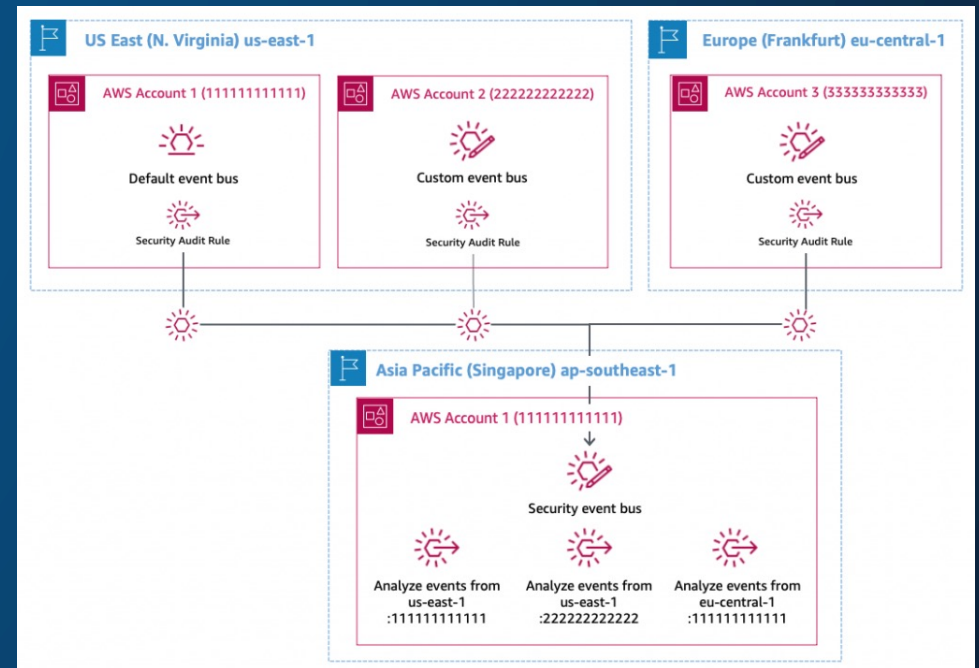 US East (N. Virginia) us-east-1
Europe (Frankfurt) eu-central-1
AWS Account 1 (111111111111)
AWS Account 2 (222222222222)
AWS Account 3 (333333333333)
Default event bus
Custom event bus
Custom event bus
Security Audit Rule
Security Audit Rule
Security Audit Rule
Asia Pacific (Singapore) ap-southeast-1
AWS Account 1 (111111111111)
Security event bus
Analyze events from
us-east-1
:111111111111
Analyze events from
us-east-1
:222222222222
Analyze events from
eu-central-1
:111111111111